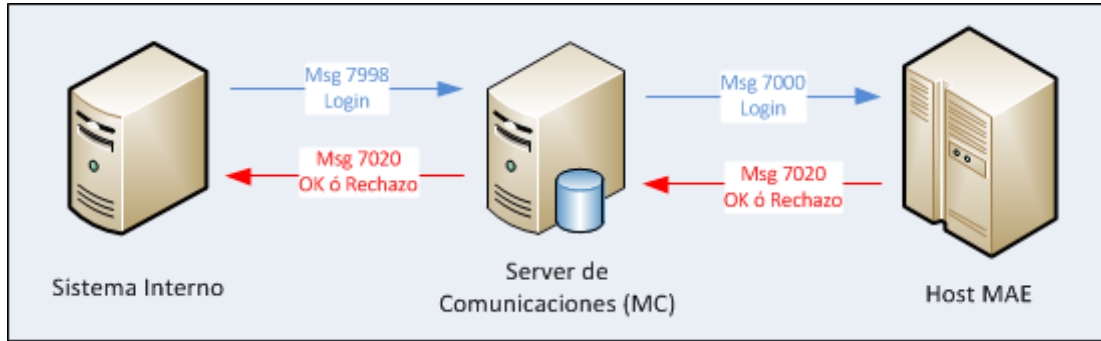 Msg 7998
Login
Msg 7000
Login
Msg 7020
OK ó Rechazo
Msg 7020
OK ó Rechazo
Sistema Interno
Server de
Comunicaciones (MC)
Host MAE